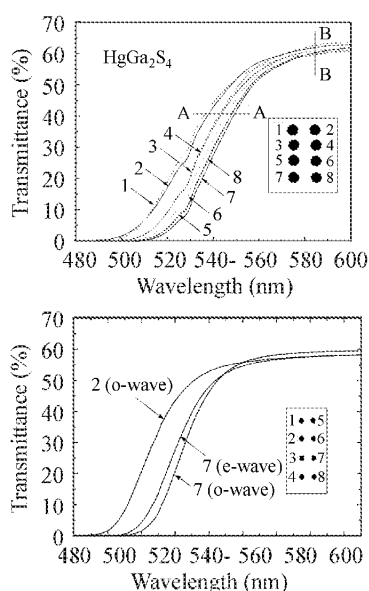 70
60
50
40
30
20
10
0
Transmittance (%)
HgGa2S4
A A
B
B
1 2 3 4 5 6 7 8
1 2
3 4
5 6
7 8
480 500 520 540- 560 580 600
Wavelength (nm)
70
60
50
40
30
20
10
0
Transmittance (%)
2 (o-wave)
7 (e-wave)
7 (o-wave)
1 5
2 6
3 7
4 8
480 500 520 540- 560 580 600
Wavelength (nm)